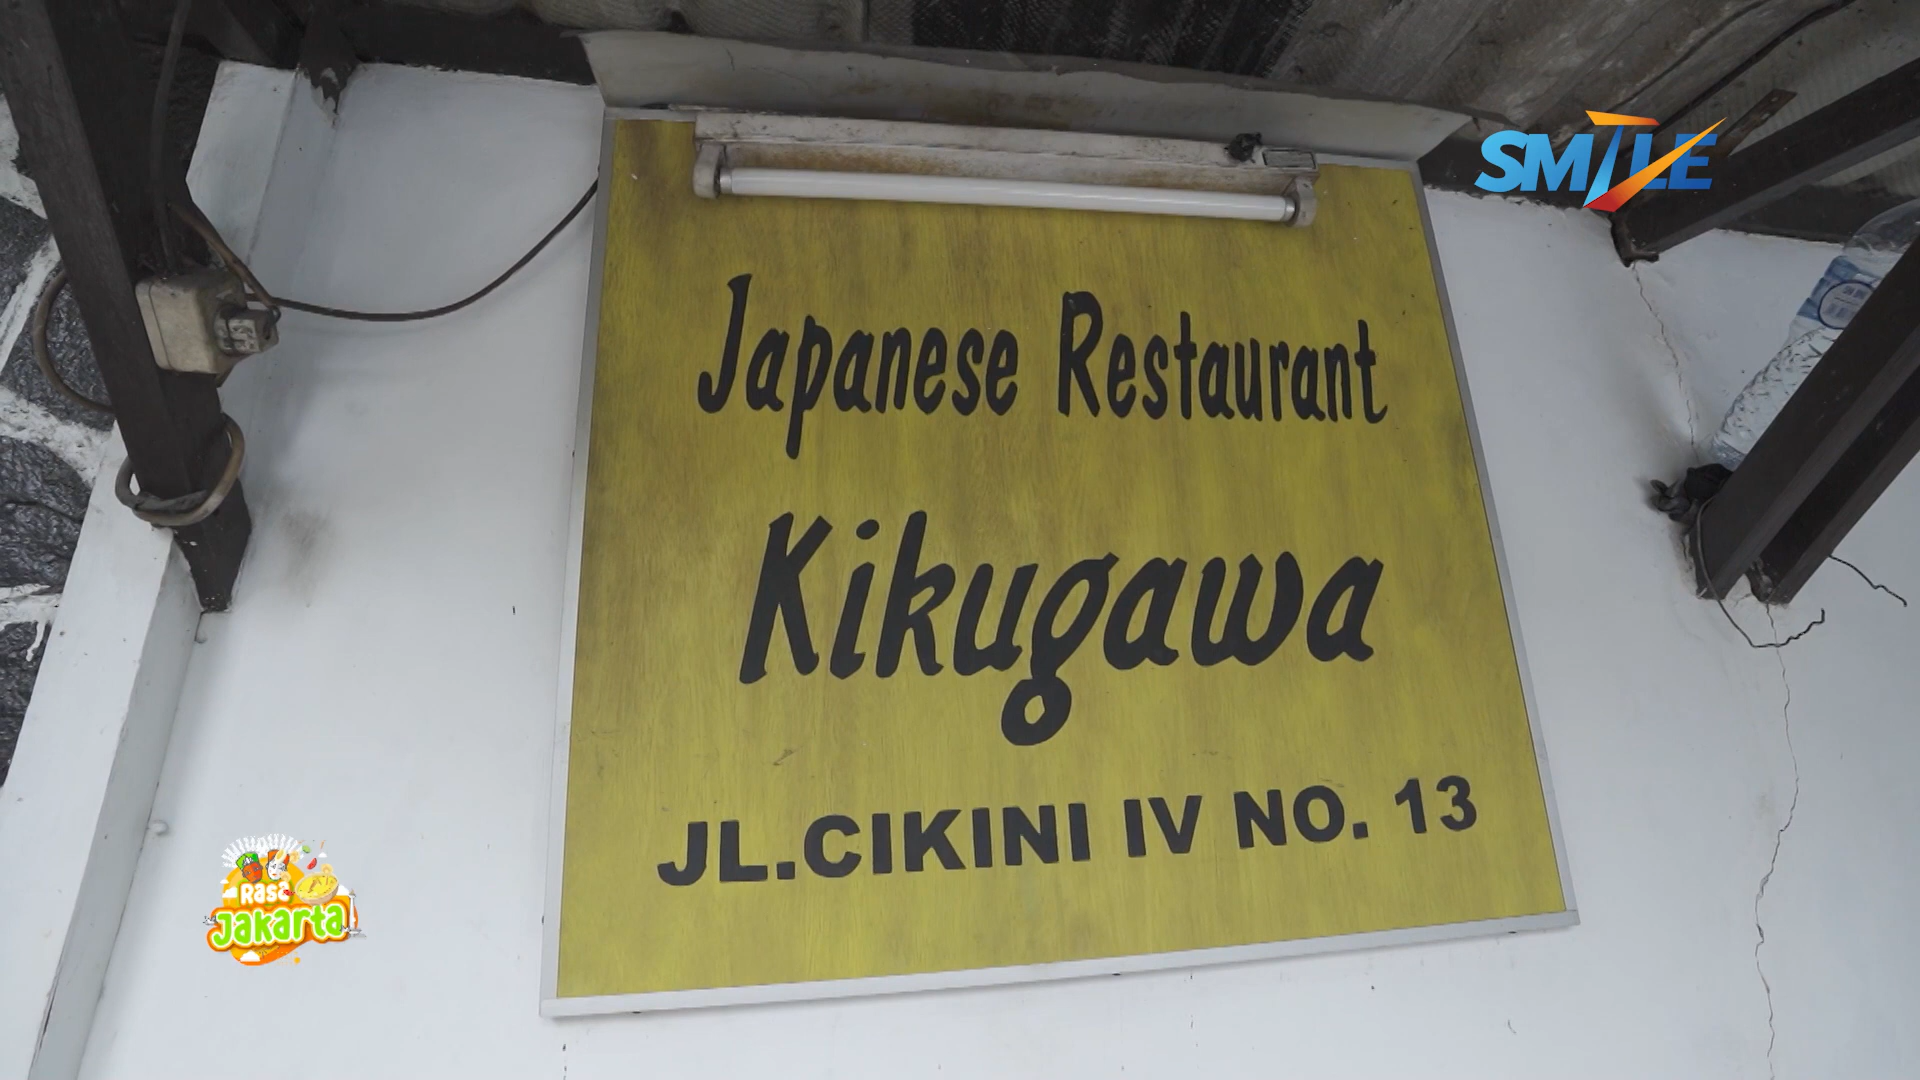 SMILE
Japanese Restaurant
Kikugawa
JL.CIKINI IV NO. 13
Rasa
Jakarta